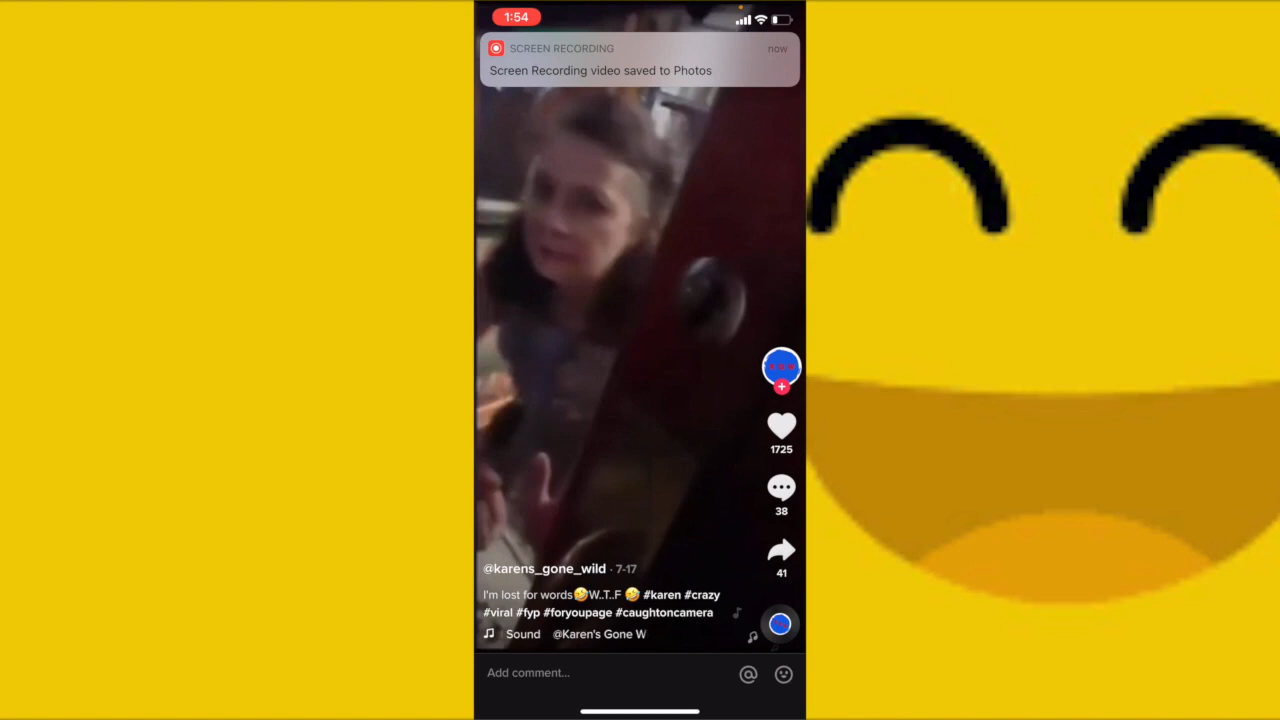 1:54
SCREEN RECORDING now
Screen Recording video saved to Photos
1725
38
41
@karens_gone_wild · 7-17
I'm lost for words🤣W.T..F 🤣 #karen #crazy
#viral #fyp #foryoupage #caughtoncamera
Sound @Karen's Gone W
Add comment...